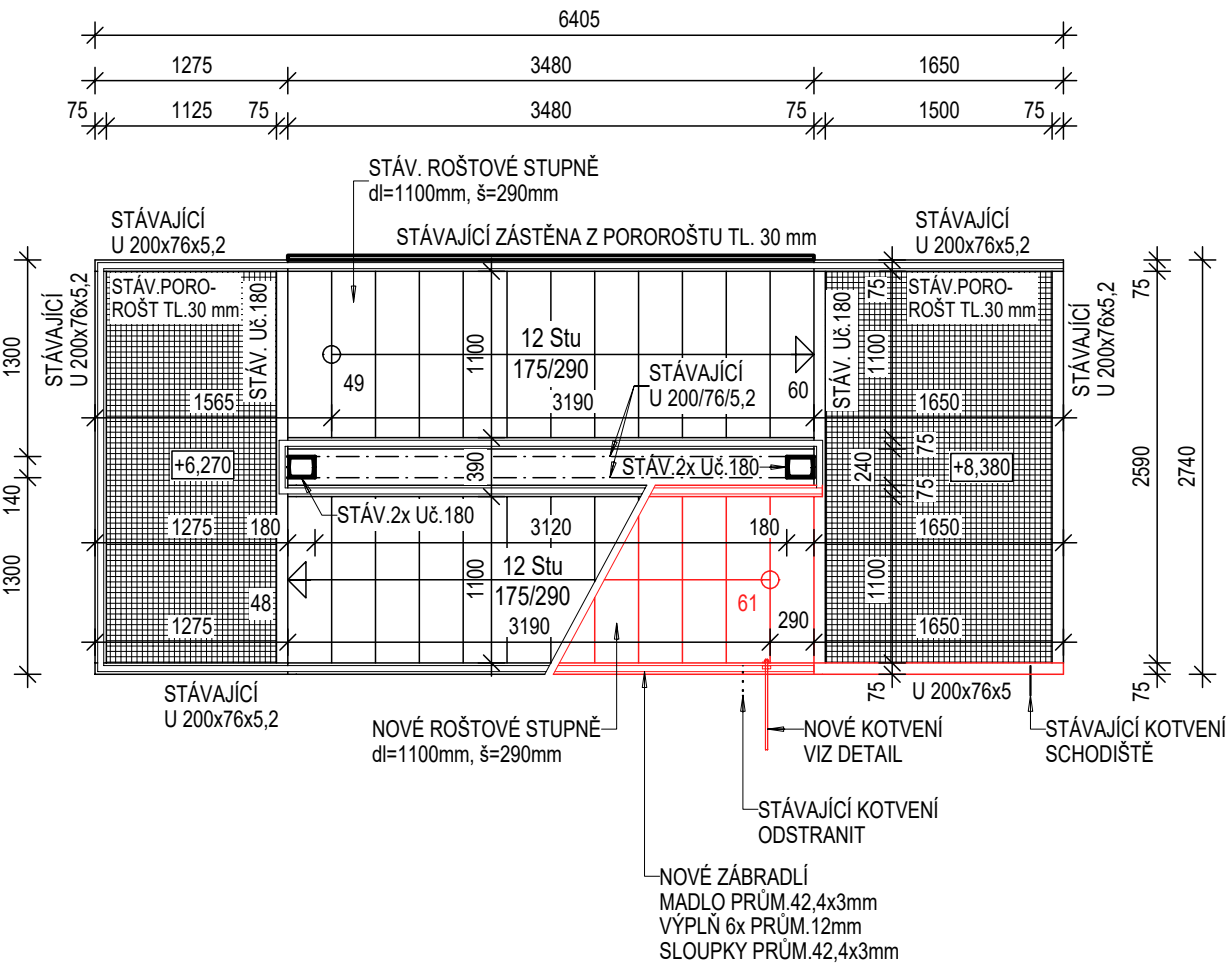 6405
1275
3480
1650
75
1125
75
3480
75
1500
75
STÁV. ROŠTOVÉ STUPNĚ
dl=1100mm, š=290mm
STÁVAJÍCÍ
U 200x76x5,2
STÁVAJÍCÍ ZÁSTĚNA Z POROROŠTU TL. 30 mm
STÁVAJÍCÍ
U 200x76x5,2
STÁVAJÍCÍ
U 200x76x5,2
STÁV.PORO-
ROŠT TL.30 mm
STÁV. Uč.180
STÁV. Uč.180
STÁV.PORO-
ROŠT TL.30 mm
STÁVAJÍCÍ
U 200x76x5,2
75
75
1300
1100
12 Stu
175/290
1100
49
60
STÁVAJÍCÍ
U 200/76/5,2
1565
3190
1650
+6,270
390
STÁV.2x Uč.180
240
75
75
+8,380
2590
2740
140
STÁV.2x Uč.180
1275
180
3120
180
1650
1300
1100
12 Stu
175/290
1100
48
61
1275
3190
290
1650
STÁVAJÍCÍ
U 200x76x5,2
75
U 200x76x5
75
NOVÉ ROŠTOVÉ STUPNĚ
dl=1100mm, š=290mm
NOVÉ KOTVENÍ
VIZ DETAIL
STÁVAJÍCÍ KOTVENÍ
SCHODIŠTĚ
STÁVAJÍCÍ KOTVENÍ
ODSTRANIT
NOVÉ ZÁBRADLÍ
MADLO PRŮM.42,4x3mm
VÝPLŇ 6x PRŮM.12mm
SLOUPKY PRŮM.42,4x3mm